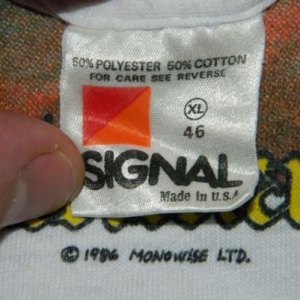 50% POLYESTER 50% COTTON
FOR CARE SEE REVERSE
XL
46
SIGNAL
Made in U.S.A
© 1986 MONOWISE LTD.